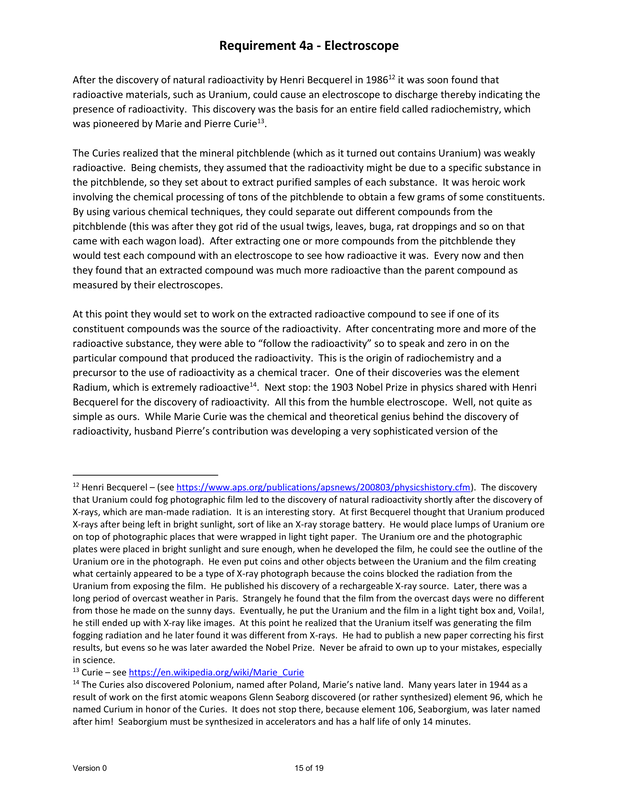 Requirement 4a - Electroscope
After the discovery of natural radioactivity by Henri Becquerel in 1986¹² it was soon found that
radioactive materials, such as Uranium, could cause an electroscope to discharge thereby indicating the
presence of radioactivity.  This discovery was the basis for an entire field called radiochemistry, which
was pioneered by Marie and Pierre Curie¹³.
The Curies realized that the mineral pitchblende (which as it turned out contains Uranium) was weakly
radioactive.  Being chemists, they assumed that the radioactivity might be due to a specific substance in
the pitchblende, so they set about to extract purified samples of each substance.  It was heroic work
involving the chemical processing of tons of the pitchblende to obtain a few grams of some constituents.
By using various chemical techniques, they could separate out different compounds from the
pitchblende (this was after they got rid of the usual twigs, leaves, buga, rat droppings and so on that
came with each wagon load).  After extracting one or more compounds from the pitchblende they
would test each compound with an electroscope to see how radioactive it was.  Every now and then
they found that an extracted compound was much more radioactive than the parent compound as
measured by their electroscopes.
At this point they would set to work on the extracted radioactive compound to see if one of its
constituent compounds was the source of the radioactivity.  After concentrating more and more of the
radioactive substance, they were able to “follow the radioactivity” so to speak and zero in on the
particular compound that produced the radioactivity.  This is the origin of radiochemistry and a
precursor to the use of radioactivity as a chemical tracer.  One of their discoveries was the element
Radium, which is extremely radioactive¹⁴.  Next stop: the 1903 Nobel Prize in physics shared with Henri
Becquerel for the discovery of radioactivity.  All this from the humble electroscope.  Well, not quite as
simple as ours.  While Marie Curie was the chemical and theoretical genius behind the discovery of
radioactivity, husband Pierre’s contribution was developing a very sophisticated version of the
¹² Henri Becquerel – (see https://www.aps.org/publications/apsnews/200803/physicshistory.cfm).  The discovery
that Uranium could fog photographic film led to the discovery of natural radioactivity shortly after the discovery of
X-rays, which are man-made radiation.  It is an interesting story.  At first Becquerel thought that Uranium produced
X-rays after being left in bright sunlight, sort of like an X-ray storage battery.  He would place lumps of Uranium ore
on top of photographic places that were wrapped in light tight paper.  The Uranium ore and the photographic
plates were placed in bright sunlight and sure enough, when he developed the film, he could see the outline of the
Uranium ore in the photograph.  He even put coins and other objects between the Uranium and the film creating
what certainly appeared to be a type of X-ray photograph because the coins blocked the radiation from the
Uranium from exposing the film.  He published his discovery of a rechargeable X-ray source.  Later, there was a
long period of overcast weather in Paris.  Strangely he found that the film from the overcast days were no different
from those he made on the sunny days.  Eventually, he put the Uranium and the film in a light tight box and, Voila!,
he still ended up with X-ray like images.  At this point he realized that the Uranium itself was generating the film
fogging radiation and he later found it was different from X-rays.  He had to publish a new paper correcting his first
results, but evens so he was later awarded the Nobel Prize.  Never be afraid to own up to your mistakes, especially
in science.
¹³ Curie – see https://en.wikipedia.org/wiki/Marie_Curie
¹⁴ The Curies also discovered Polonium, named after Poland, Marie’s native land.  Many years later in 1944 as a
result of work on the first atomic weapons Glenn Seaborg discovered (or rather synthesized) element 96, which he
named Curium in honor of the Curies.  It does not stop there, because element 106, Seaborgium, was later named
after him!  Seaborgium must be synthesized in accelerators and has a half life of only 14 minutes.
Version 0
15 of 19